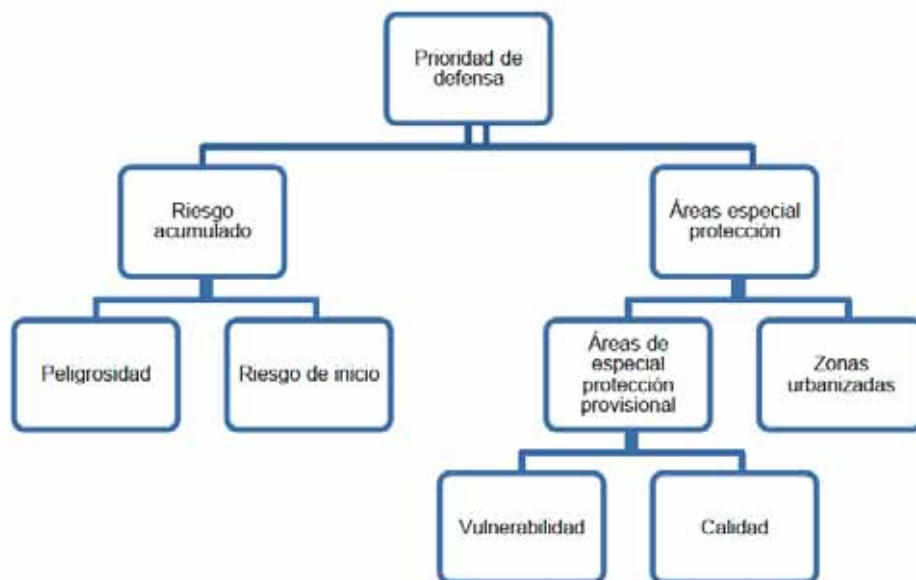 Prioridad de
defensa
Riesgo
acumulado
Áreas especial
protección
Peligrosidad
Riesgo de inicio
Áreas de
especial
protección
provisional
Zonas
urbanizadas
Vulnerabilidad
Calidad